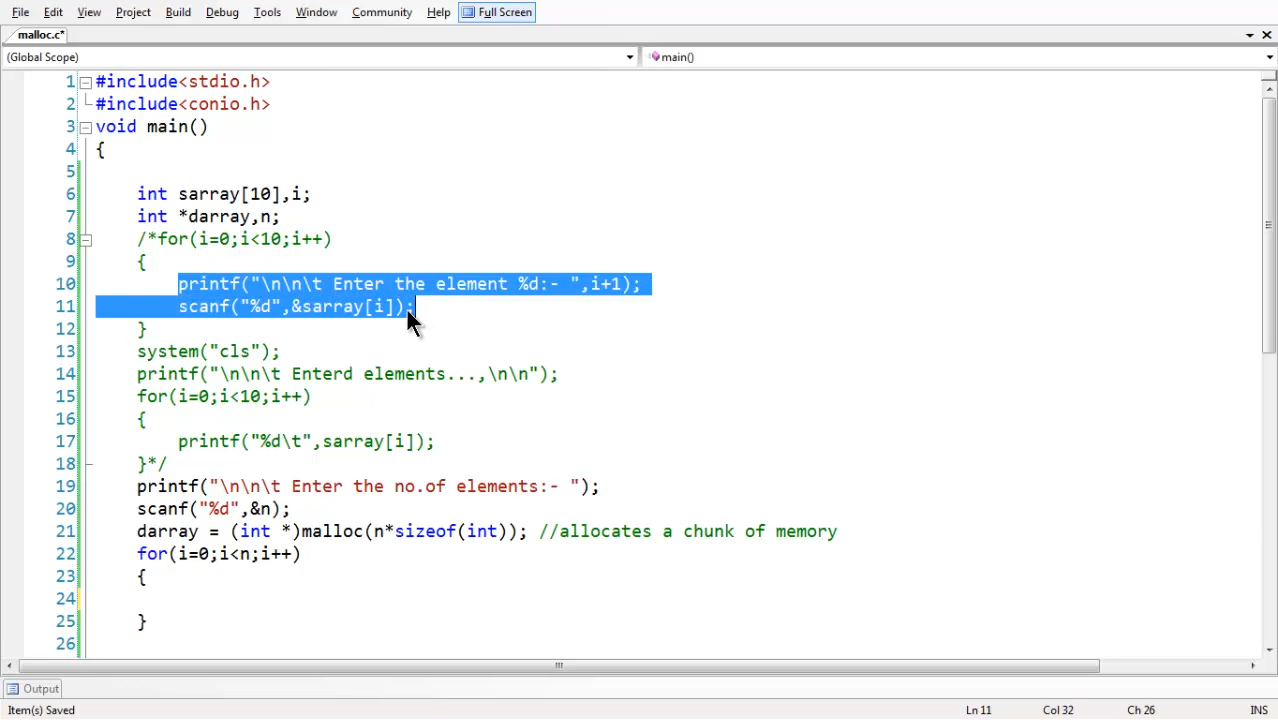 File Edit View Project Build Debug Tools Window Community Help Full Screen
malloc.c*
(Global Scope) main()
1 #include<stdio.h>
2 #include<conio.h>
3 void main()
4 {
5
6 int sarray[10],i;
7 int *darray,n;
8 /*for(i=0;i<10;i++)
9 {
10 printf("\n\n\t Enter the element %d:- ",i+1);
11 scanf("%d",&sarray[i]);
12 }
13 system("cls");
14 printf("\n\n\t Enterd elements...,\n\n");
15 for(i=0;i<10;i++)
16 {
17 printf("%d\t",sarray[i]);
18 }*/
19 printf("\n\n\t Enter the no.of elements:- ");
20 scanf("%d",&n);
21 darray = (int *)malloc(n*sizeof(int)); //allocates a chunk of memory
22 for(i=0;i<n;i++)
23 {
24
25 }
26
Output
Item(s) Saved Ln 11 Col 32 Ch 26 INS